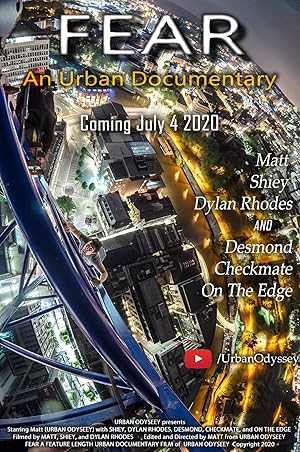 FEAR
An Urban Documentary
Coming July 4 2020
Matt
Shiey
Dylan Rhodes
AND
Desmond
Checkmate
On The Edge
/UrbanOdyssey
URBAN ODYSEEY presents
Starring Matt (URBAN ODYSEEY) with SHIEY, DYLAN RHODES, DESMOND, CHECKMATE, and ON THE EDGE
Filmed by MATT, SHIEY, and DYLAN RHODES , Edited and Directed by MATT from URBAN ODYSEEY
FEAR A FEATURE LENGTH URBAN DOCUMENTARY FILM of URBAN ODYSEEY Copyright 2020